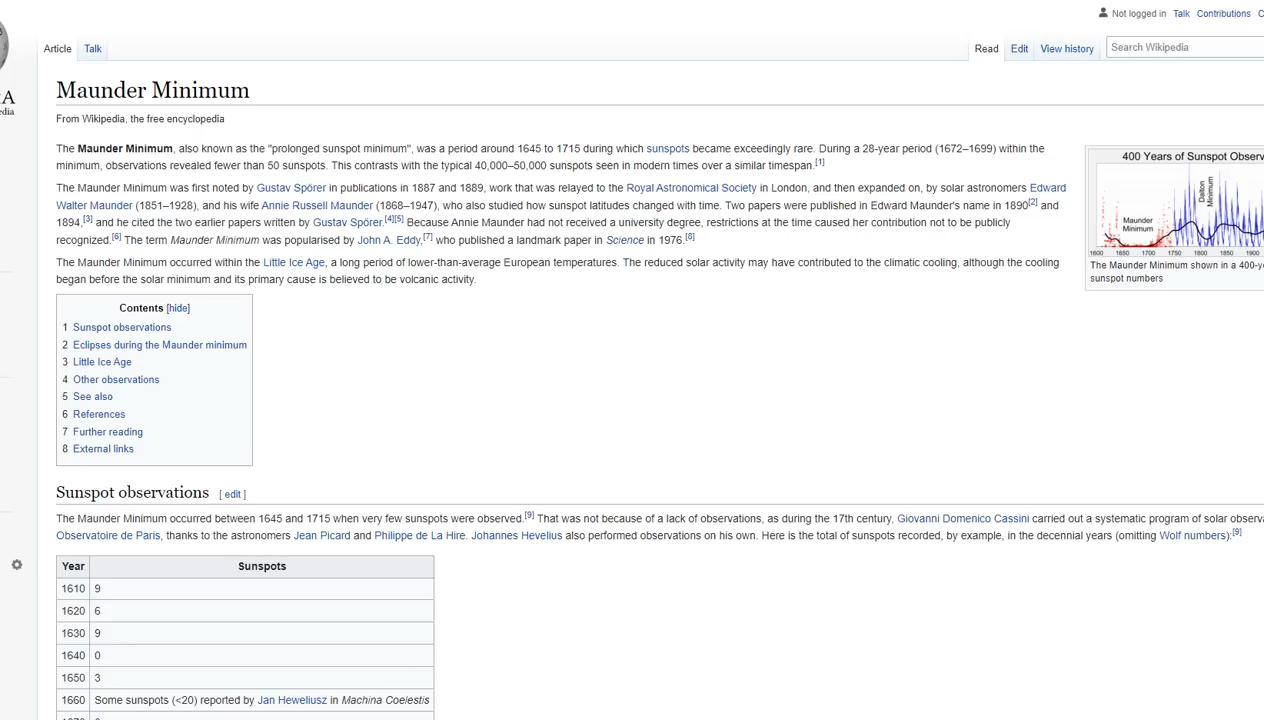 Not logged in Talk Contributions
Article Talk Read Edit View history Search Wikipedia
Maunder Minimum
From Wikipedia, the free encyclopedia
The Maunder Minimum, also known as the "prolonged sunspot minimum", was a period around 1645 to 1715 during which sunspots became exceedingly rare. During a 28-year period (1672–1699) within the
minimum, observations revealed fewer than 50 sunspots. This contrasts with the typical 40,000–50,000 sunspots seen in modern times over a similar timespan.[1]
The Maunder Minimum was first noted by Gustav Spörer in publications in 1887 and 1889, work that was relayed to the Royal Astronomical Society in London, and then expanded on, by solar astronomers Edward
Walter Maunder (1851–1928), and his wife Annie Russell Maunder (1868–1947), who also studied how sunspot latitudes changed with time. Two papers were published in Edward Maunder's name in 1890[2] and
1894,[3] and he cited the two earlier papers written by Gustav Spörer.[4][5] Because Annie Maunder had not received a university degree, restrictions at the time caused her contribution not to be publicly
recognized.[6] The term Maunder Minimum was popularised by John A. Eddy,[7] who published a landmark paper in Science in 1976.[8]
The Maunder Minimum occurred within the Little Ice Age, a long period of lower-than-average European temperatures. The reduced solar activity may have contributed to the climatic cooling, although the cooling
began before the solar minimum and its primary cause is believed to be volcanic activity.
400 Years of Sunspot Observ
Maunder
Minimum
Dalton
Minimum
1600 1650 1700 1750 1800 1850 1900
The Maunder Minimum shown in a 400-ye
sunspot numbers
Contents [hide]
1 Sunspot observations
2 Eclipses during the Maunder minimum
3 Little Ice Age
4 Other observations
5 See also
6 References
7 Further reading
8 External links
Sunspot observations [ edit ]
The Maunder Minimum occurred between 1645 and 1715 when very few sunspots were observed.[9] That was not because of a lack of observations, as during the 17th century, Giovanni Domenico Cassini carried out a systematic program of solar observa
Observatoire de Paris, thanks to the astronomers Jean Picard and Philippe de La Hire. Johannes Hevelius also performed observations on his own. Here is the total of sunspots recorded, by example, in the decennial years (omitting Wolf numbers):[9]
Year Sunspots
1610 9
1620 6
1630 9
1640 0
1650 3
1660 Some sunspots (<20) reported by Jan Heweliusz in Machina Coelestis